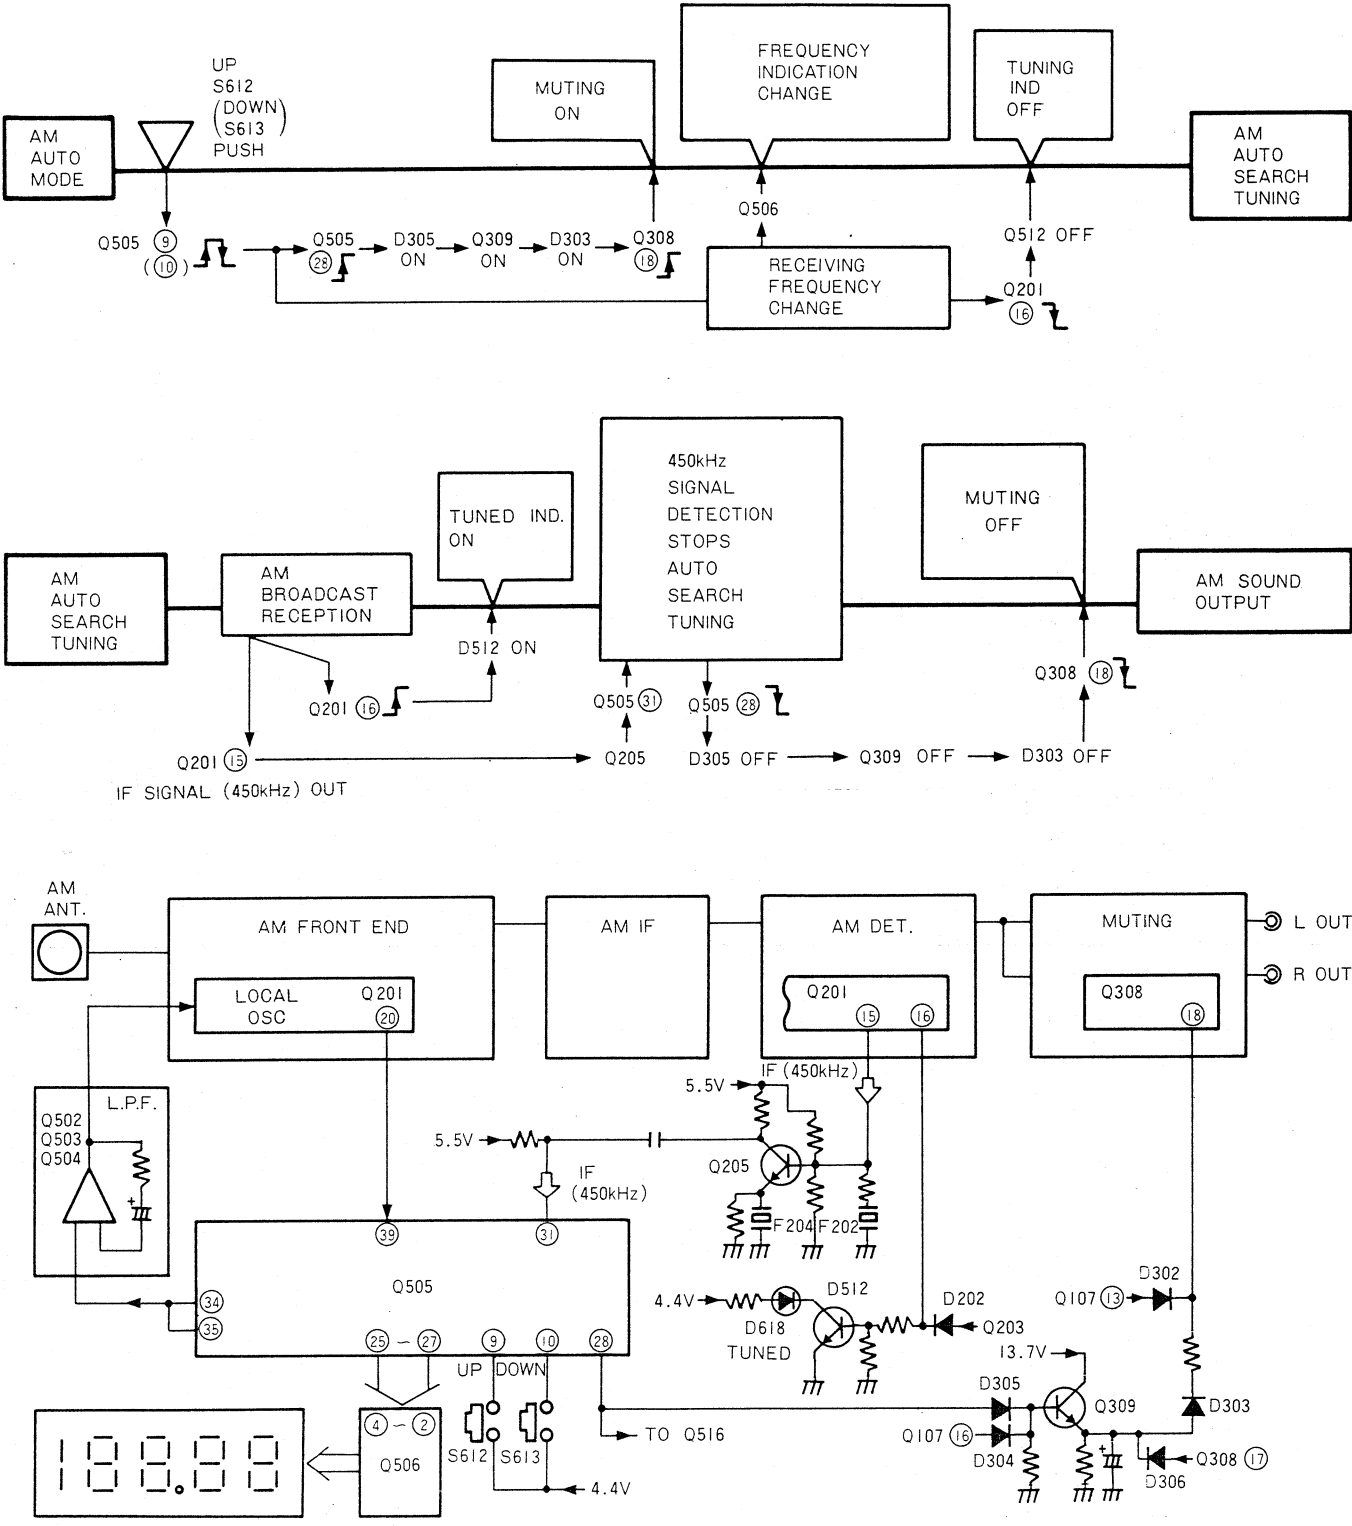 AM
AUTO
MODE
UP
S612
(DOWN)
(S613)
PUSH
MUTING
ON
FREQUENCY
INDICATION
CHANGE
TUNING
IND
OFF
AM
AUTO
SEARCH
TUNING
Q505 9
(10)
Q505
28
D305
ON
Q309
ON
D303
ON
Q308
18
Q506
RECEIVING
FREQUENCY
CHANGE
Q512 OFF
Q201
16
AM
AUTO
SEARCH
TUNING
AM
BROADCAST
RECEPTION
TUNED IND.
ON
450kHz
SIGNAL
DETECTION
STOPS
AUTO
SEARCH
TUNING
MUTING
OFF
AM SOUND
OUTPUT
D512 ON
Q201 16
Q505 31
Q505 28
Q308 18
Q201 15
Q205
D305 OFF
Q309 OFF
D303 OFF
IF SIGNAL (450kHz) OUT
AM
ANT.
AM FRONT END
LOCAL
OSC
Q201
20
AM IF
AM DET.
Q201
15 16
MUTING
Q308
18
L OUT
R OUT
L.P.F.
Q502
Q503
Q504
+
5.5V
IF
(450kHz)
5.5V
IF (450kHz)
Q205
F204 F202
39 31
Q505
34
35
25 ~ 27 9 10 28
UP DOWN
4.4V
D618
TUNED
D512
D202
Q203
D302
Q107 13
13.7V
D305
Q309
D303
Q107 16
D304
+
D306
Q308 17
TO Q516
S612 S613
4.4V
4 ~ 2
Q506
188.88